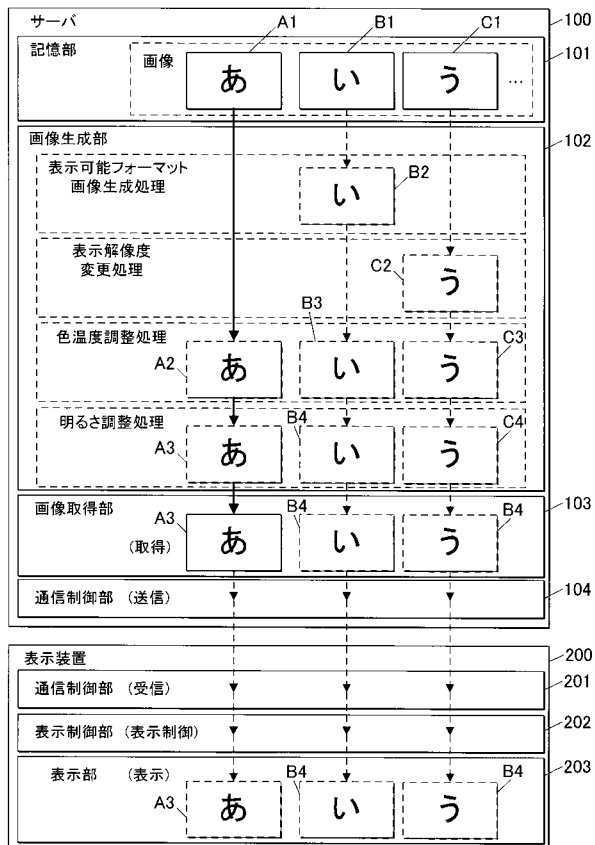 サーバ
100
A1
B1
C1
記憶部
101
画像
あ
い
う
…
画像生成部
102
表示可能フォーマット
画像生成処理
い
B2
表示解像度
変更処理
C2
う
B3
色温度調整処理
C3
A2
あ
い
う
明るさ調整処理
B4
C4
A3
あ
い
う
画像取得部
103
A3
B4
B4
(取得)
あ
い
う
通信制御部 (送信)
104
表示装置
200
通信制御部 (受信)
201
表示制御部 (表示制御)
202
表示部 (表示)
203
A3
B4
B4
あ
い
う